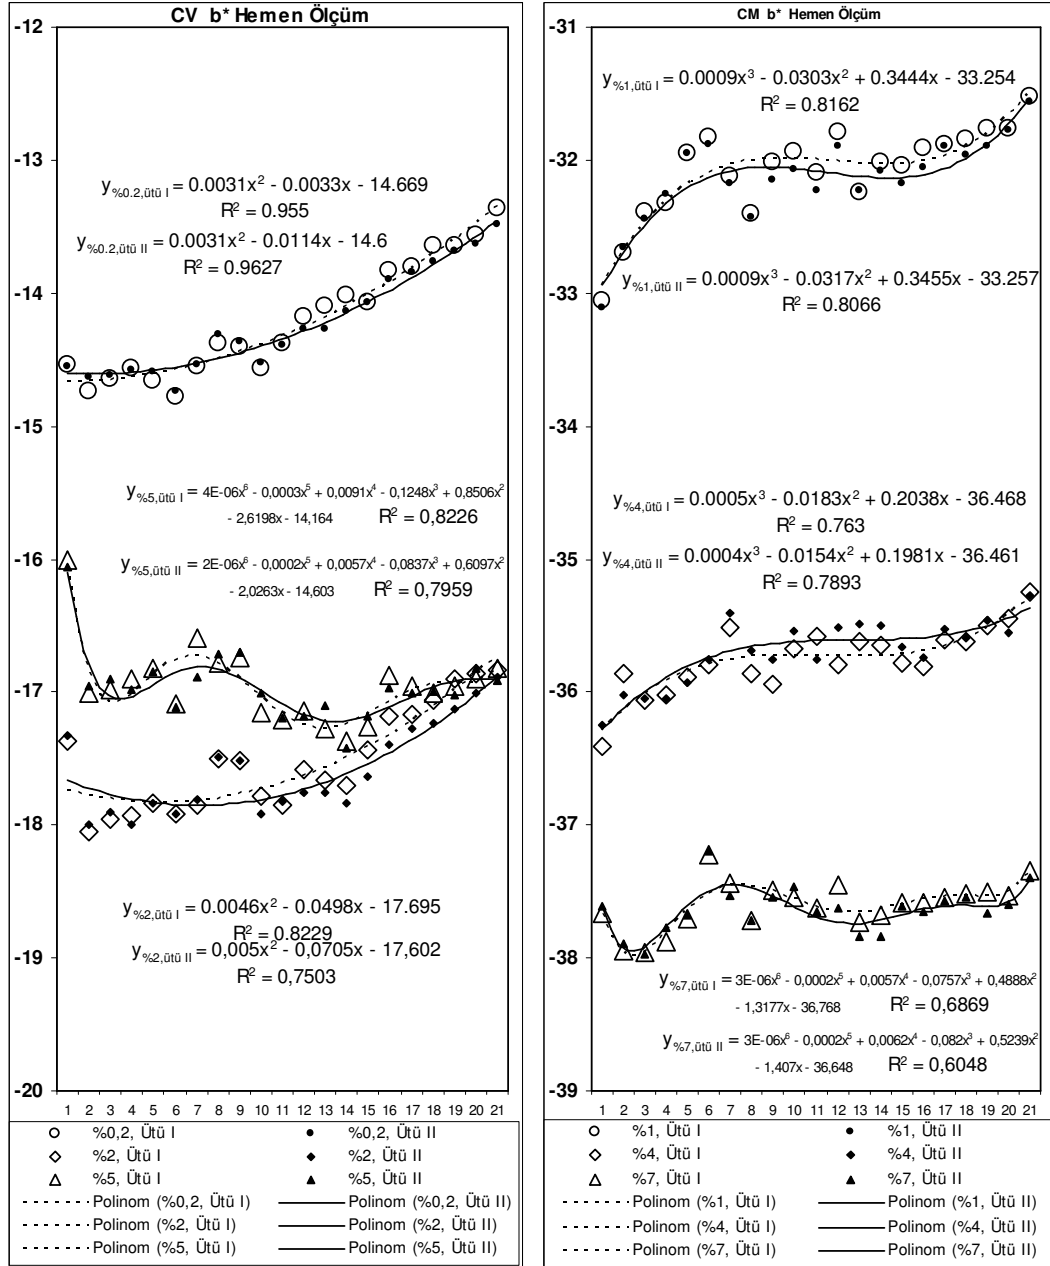 CV b* Hemen Ölçüm
-12
-13
-14
-15
-16
-17
-18
-19
-20
y%0.2,ütü I = 0.0031x² - 0.0033x - 14.669
R² = 0.955
y%0.2,ütü II = 0.0031x² - 0.0114x - 14.6
R² = 0.9627
y%5,ütü I = 4E-06x⁶ - 0,0003x⁵ + 0,0091x⁴ - 0,1248x³ + 0,8506x²
- 2,6198x - 14,164 R² = 0,8226
y%5,ütü II = 2E-06x⁶ - 0,0002x⁵ + 0,0057x⁴ - 0,0837x³ + 0,6097x²
- 2,0263x - 14,603 R² = 0,7959
y%2,ütü I = 0.0046x² - 0.0498x - 17.695
R² = 0.8229
y%2,ütü II = 0,005x² - 0,0705x - 17,602
R² = 0,7503
1 2 3 4 5 6 7 8 9 10 11 12 13 14 15 16 17 18 19 20 21
%0,2, Ütü I %0,2, Ütü II
%2, Ütü I %2, Ütü II
%5, Ütü I %5, Ütü II
Polinom (%0,2, Ütü I) Polinom (%0,2, Ütü II)
Polinom (%2, Ütü I) Polinom (%2, Ütü II)
Polinom (%5, Ütü I) Polinom (%5, Ütü II)
CM b* Hemen Ölçüm
-31
-32
-33
-34
-35
-36
-37
-38
-39
y%1,ütü I = 0.0009x³ - 0.0303x² + 0.3444x - 33.254
R² = 0.8162
y%1,ütü II = 0.0009x³ - 0.0317x² + 0.3455x - 33.257
R² = 0.8066
y%4,ütü I = 0.0005x³ - 0.0183x² + 0.2038x - 36.468
R² = 0.763
y%4,ütü II = 0.0004x³ - 0.0154x² + 0.1981x - 36.461
R² = 0.7893
y%7,ütü I = 3E-06x⁶ - 0,0002x⁵ + 0,0057x⁴ - 0,0757x³ + 0,4888x²
- 1,3177x - 36,768 R² = 0,6869
y%7,ütü II = 3E-06x⁶ - 0,0002x⁵ + 0,0062x⁴ - 0,082x³ + 0,5239x²
- 1,407x - 36,648 R² = 0,6048
1 2 3 4 5 6 7 8 9 10 11 12 13 14 15 16 17 18 19 20 21
%1, Ütü I %1, Ütü II
%4, Ütü I %4, Ütü II
%7, Ütü I %7, Ütü II
Polinom (%1, Ütü I) Polinom (%1, Ütü II)
Polinom (%4, Ütü I) Polinom (%4, Ütü II)
Polinom (%7, Ütü I) Polinom (%7, Ütü II)